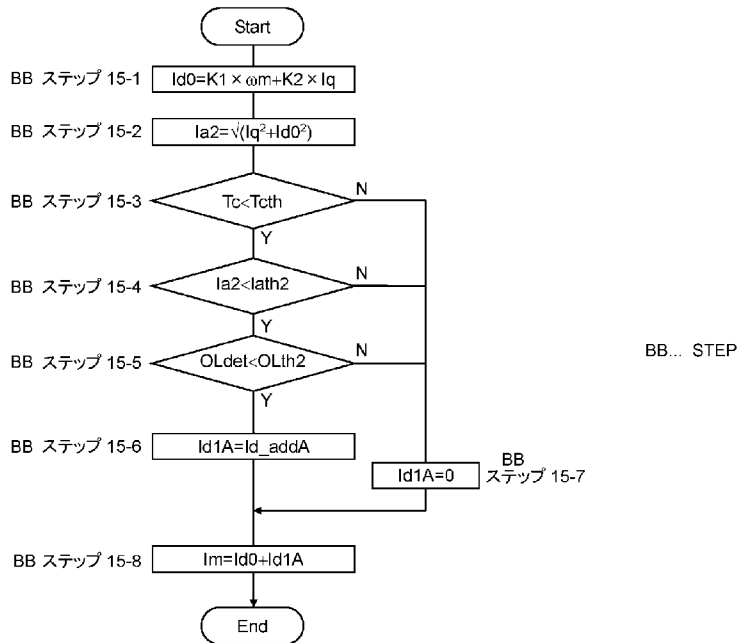 Start
BB ステップ 15-1
Id0=K1×ωm+K2×Iq
BB ステップ 15-2
Ia2=√(Iq²+Id0²)
BB ステップ 15-3
Tc<Tcth
N
Y
BB ステップ 15-4
Ia2<Iath2
N
Y
BB ステップ 15-5
OLdet<OLth2
N
Y
BB... STEP
BB ステップ 15-6
Id1A=Id_addA
Id1A=0
BB
ステップ 15-7
BB ステップ 15-8
Im=Id0+Id1A
End